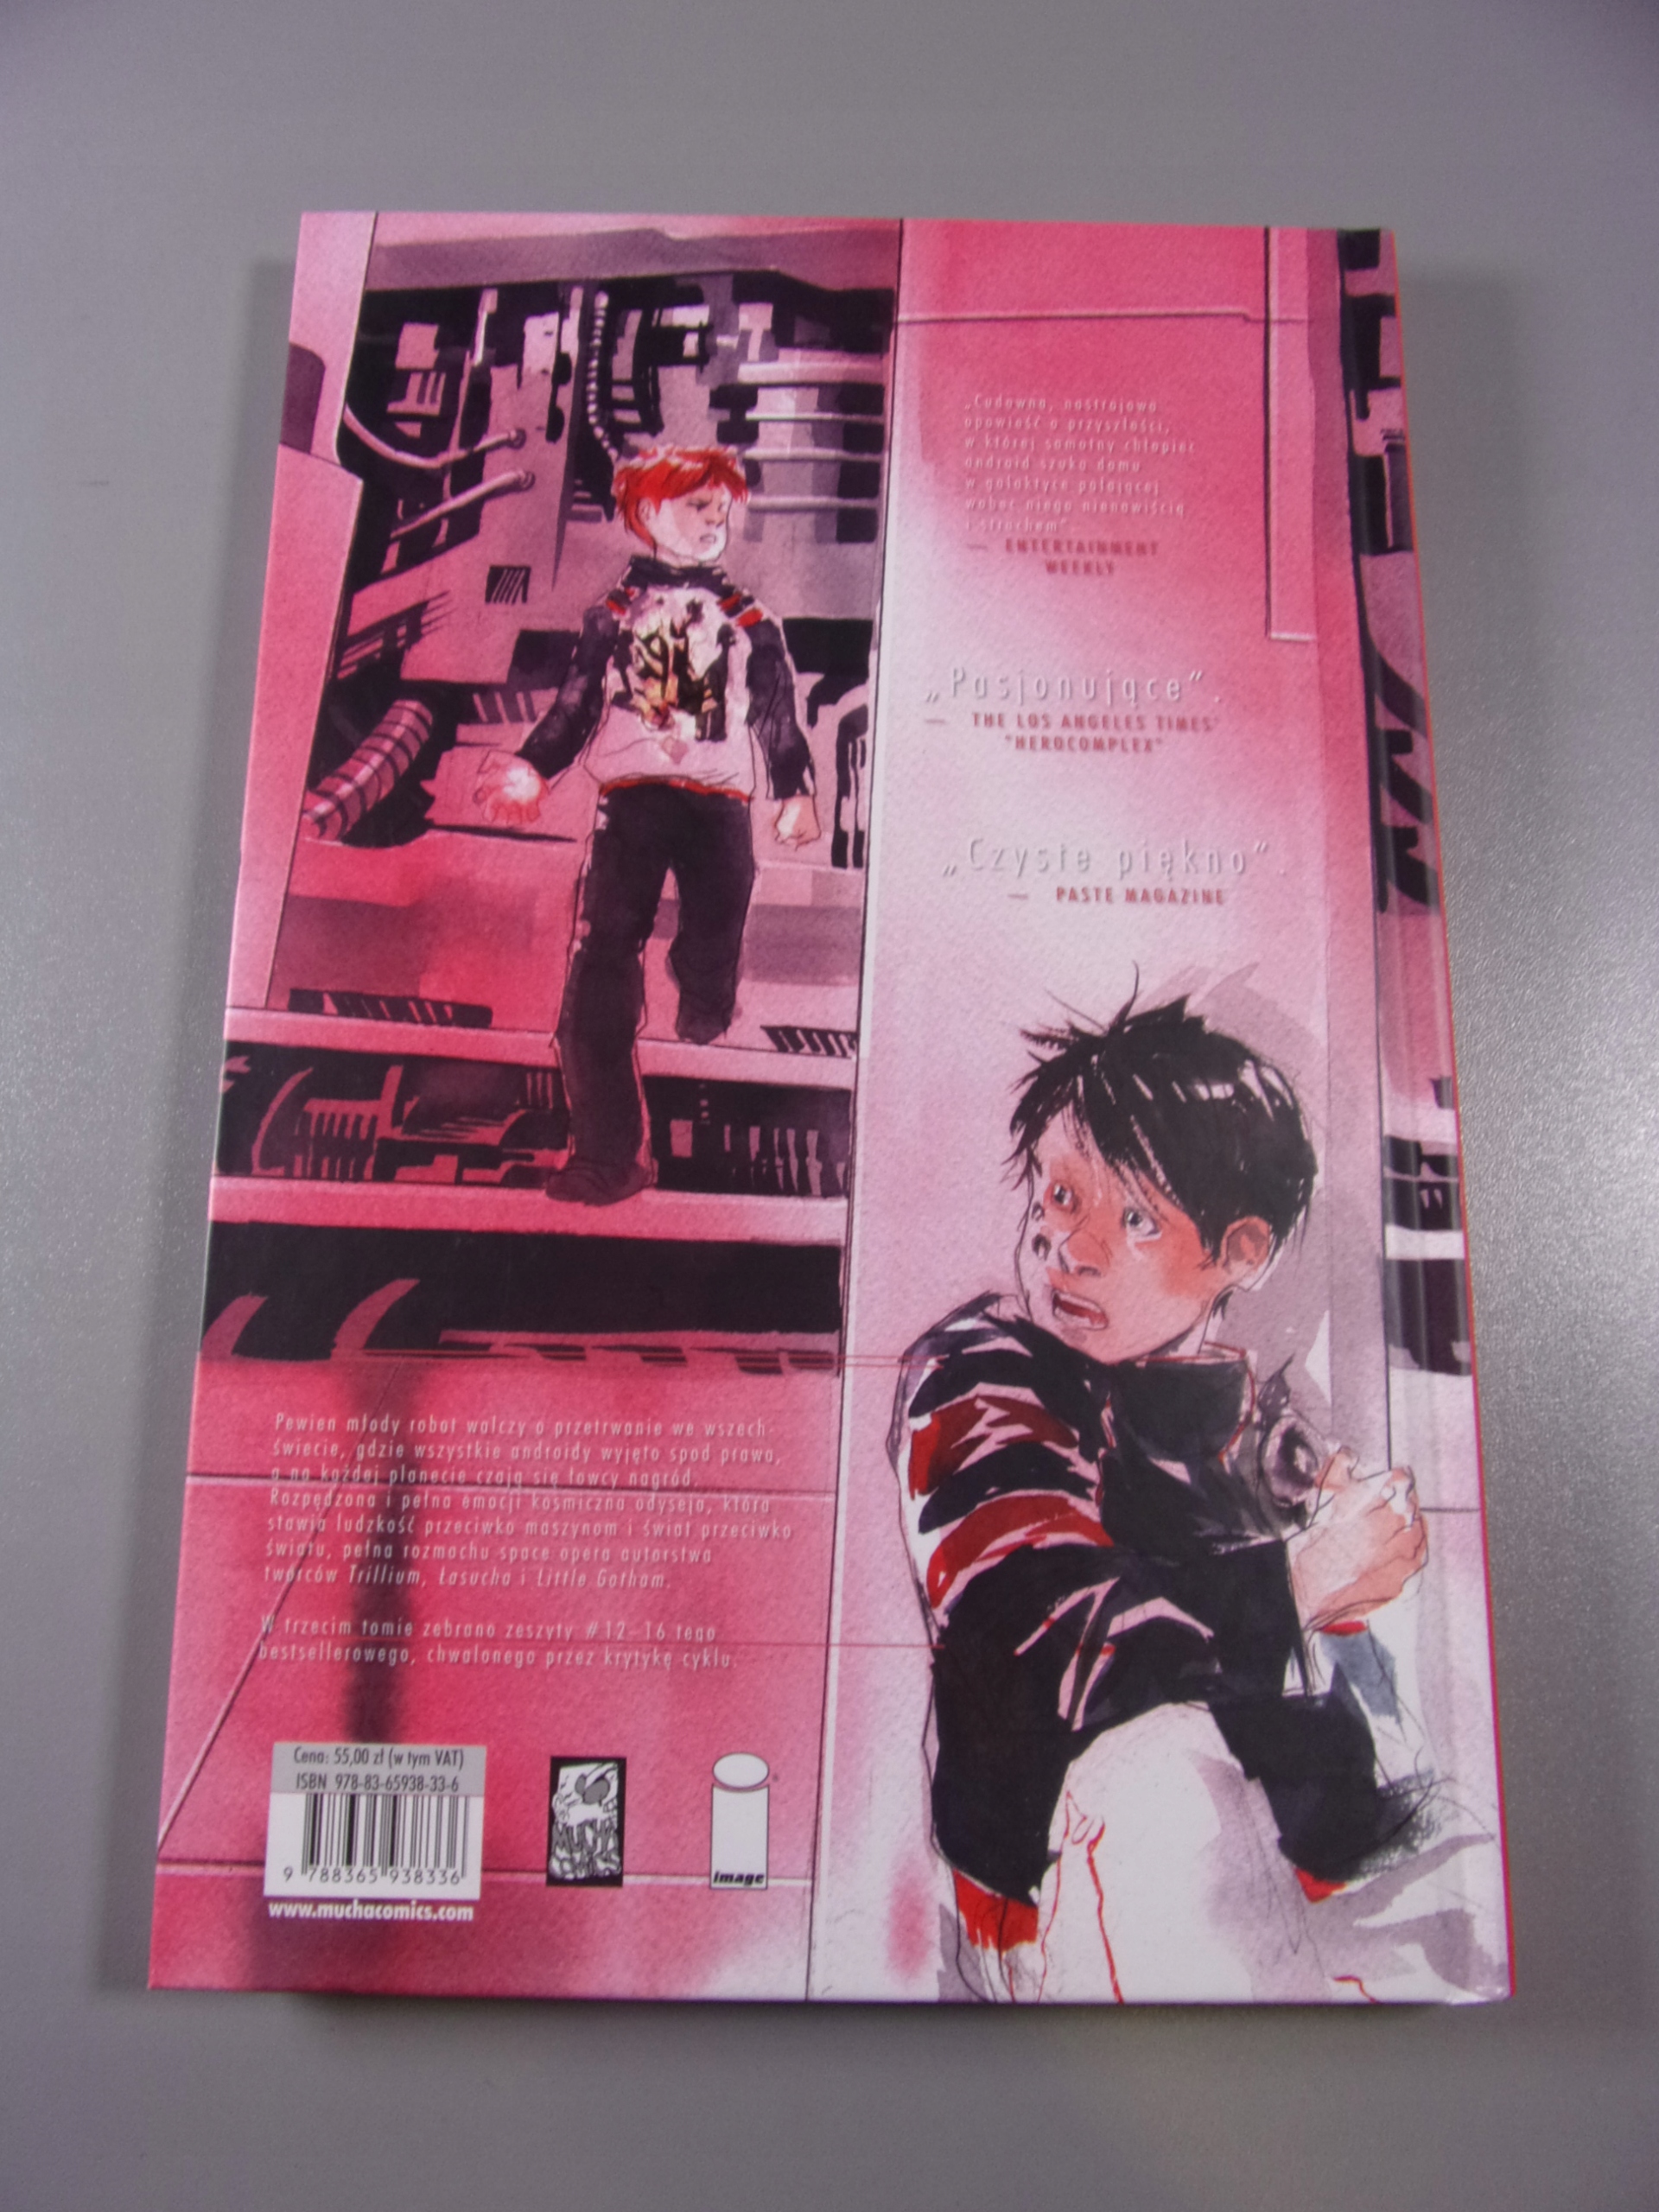 „Cudowna, nastrojowa
opowieść o przyszłości,
w której samotny chłopiec
android szuka domu
w galaktyce pałającej
wobec niego nienawiścią
i strachem”.
— ENTERTAINMENT
WEEKLY
„Pasjonujące”.
— THE LOS ANGELES TIMES'
"HEROCOMPLEX"
„Czyste piękno”.
— PASTE MAGAZINE
Pewien młody robot walczy o przetrwanie we wszech-
świecie, gdzie wszystkie androidy wyjęto spod prawa,
a na każdej planecie czają się łowcy nagród.
Rozpędzona i pełna emocji kosmiczna odyseja, która
stawia ludzkość przeciwko maszynom i świat przeciwko
światu, pełna rozmachu space opera autorstwa
twórców Trillium, Łasucha i Little Gotham.
W trzecim tomie zebrano zeszyty #12–16 tego
bestsellerowego, chwalonego przez krytykę cyklu.
Cena: 55,00 zł (w tym VAT)
ISBN 978-83-65938-33-6
9 788365 938336
www.muchacomics.com
MUCHA
image